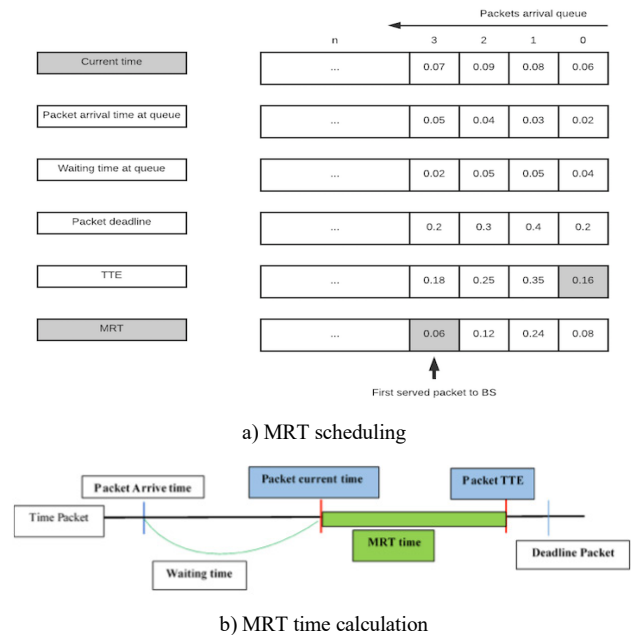 Packets arrival queue
n 3 2 1 0
Current time ... 0.07 0.09 0.08 0.06
Packet arrival time at queue ... 0.05 0.04 0.03 0.02
Waiting time at queue ... 0.02 0.05 0.05 0.04
Packet deadline ... 0.2 0.3 0.4 0.2
TTE ... 0.18 0.25 0.35 0.16
MRT ... 0.06 0.12 0.24 0.08
First served packet to BS
a) MRT scheduling
Packet Arrive time
Packet current time
Packet TTE
Time Packet
MRT time
Deadline Packet
Waiting time
b) MRT time calculation